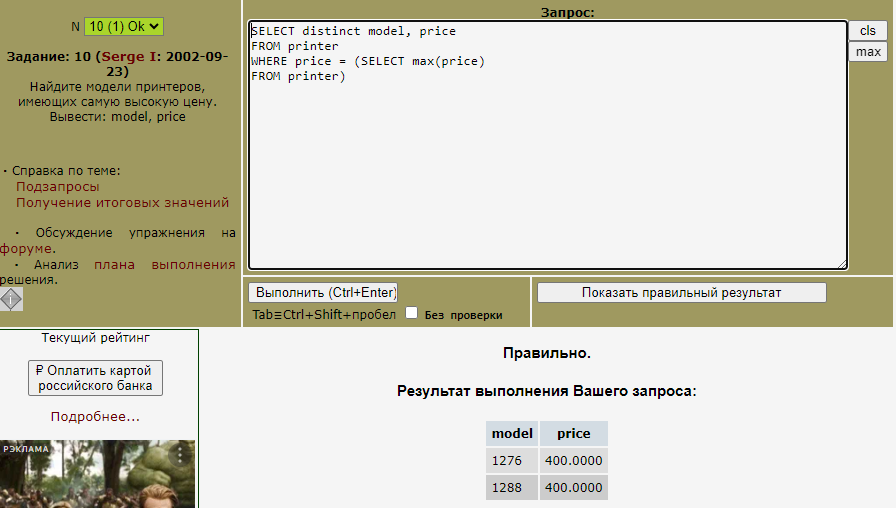 N 10 (1) Ok
Задание: 10 (Serge I: 2002-09-
23)
Найдите модели принтеров,
имеющих самую высокую цену.
Вывести: model, price
· Справка по теме:
Подзапросы
Получение итоговых значений
· Обсуждение упражнения на
форуме.
· Анализ плана выполнения
решения.
i
Запрос:
SELECT distinct model, price
FROM printer
WHERE price = (SELECT max(price)
FROM printer)
cls
max
Выполнить (Ctrl+Enter)
Tab≡Ctrl+Shift+пробел Без проверки
Показать правильный результат
Текущий рейтинг
₽ Оплатить картой
российского банка
Подробнее...
РЭКЛАМА
Правильно.
Результат выполнения Вашего запроса:
model price
1276 400.0000
1288 400.0000